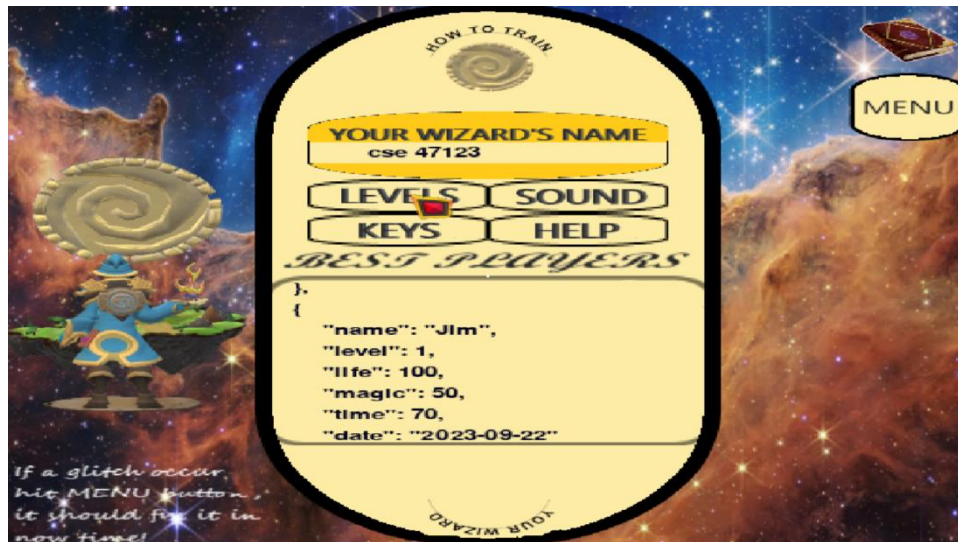 HOW TO TRAIN
MENU
YOUR WIZARD'S NAME
cse 47123
LEVELS SOUND
KEYS HELP
BEST PLAYERS
},
{
"name": "Jim",
"level": 1,
"life": 100,
"magic": 50,
"time": 70,
"date": "2023-09-22"
If a glitch occur
hit MENU button,
it should fix it in
now time!
YOUR WIZARD